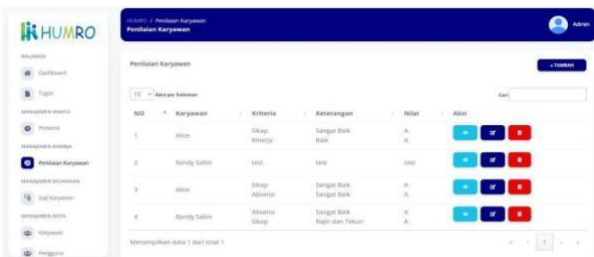 HUMRO
HUMRO / Penilaian Karyawan
Penilaian Karyawan
Admin
HALAMAN
Dashboard
Tugas
MANAJEMEN WAKTU
Presensi
MANAJEMEN KINERJA
Penilaian Karyawan
MANAJEMEN KEUANGAN
Gaji Karyawan
MANAJEMEN DATA
Karyawan
Pengguna
Penilaian Karyawan
+ TAMBAH
10 data per halaman
Cari
NO Karyawan Kriteria Keterangan Nilai Aksi
1 Alice Sikap Sangat Baik A
Kinerja Baik A
2 Randy Salim test test test
3 Alice Sikap Sangat Baik A
Absensi Sangat Baik A
4 Randy Salim Absensi Sangat Baik A
Sikap Rajin dan Tekun A
Menampilkan data 1 dari total 1
1